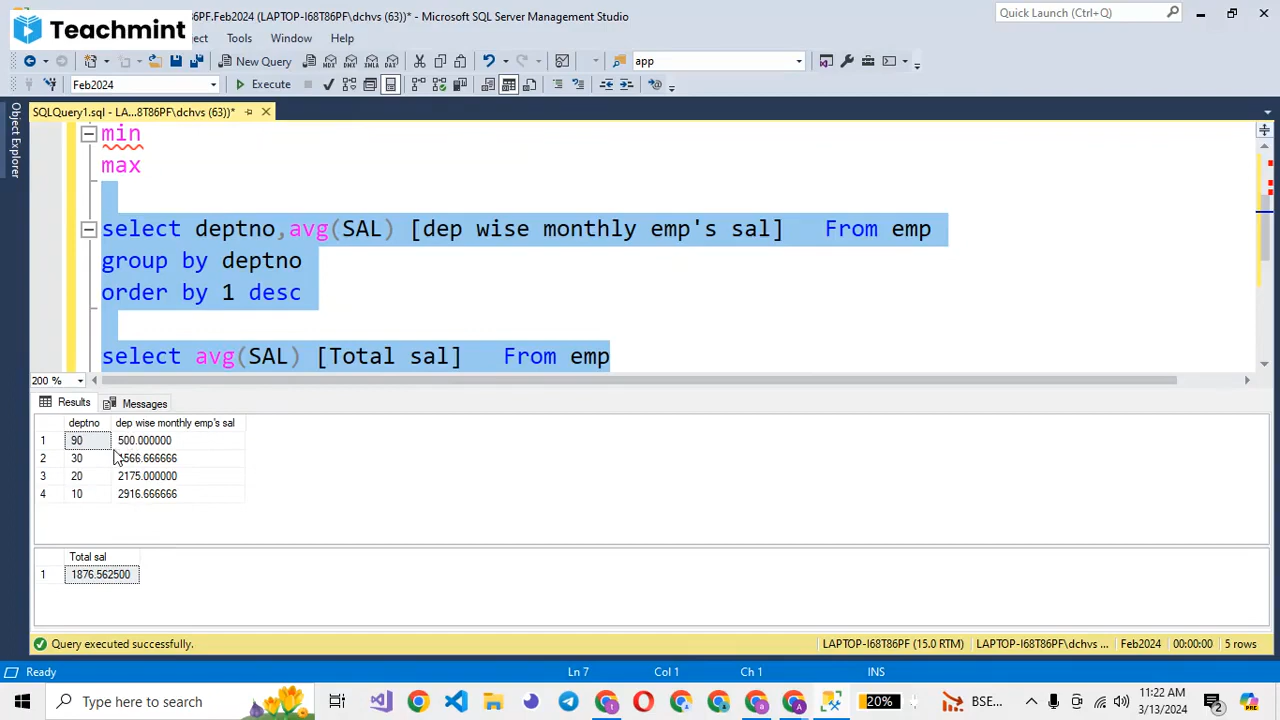 Teachmint
6PF.Feb2024 (LAPTOP-I68T86PF\dchvs (63))* - Microsoft SQL Server Management Studio
Quick Launch (Ctrl+Q)
Tools Window Help
New Query
app
Feb2024
Execute
SQLQuery1.sql - LA...8T86PF\dchvs (63))*
Object Explorer
min
max
select deptno,avg(SAL) [dep wise monthly emp's sal] From emp
group by deptno
order by 1 desc
select avg(SAL) [Total sal] From emp
200 %
Results Messages
deptno dep wise monthly emp's sal
1 90 500.000000
2 30 1566.666666
3 20 2175.000000
4 10 2916.666666
Total sal
1 1876.562500
Query executed successfully.
LAPTOP-I68T86PF (15.0 RTM) LAPTOP-I68T86PF\dchvs ... Feb2024 00:00:00 5 rows
Ready Ln 7 Col 1 Ch 1 INS
Type here to search
20%
BSE...
11:22 AM
3/13/2024
2
PRE